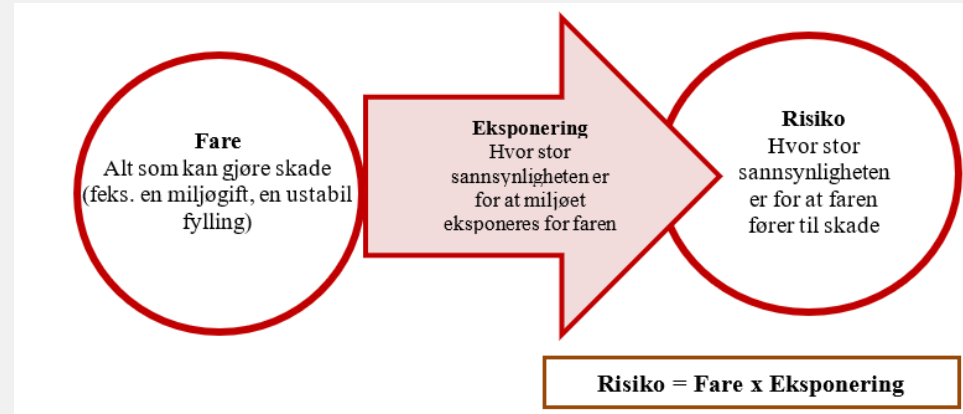 Fare
Alt som kan gjøre skade
(feks. en miljøgift, en ustabil
fylling)
Eksponering
Hvor stor
sannsynligheten er
for at miljøet
eksponeres for faren
Risiko
Hvor stor
sannsynligheten
er for at faren
fører til skade
Risiko = Fare x Eksponering